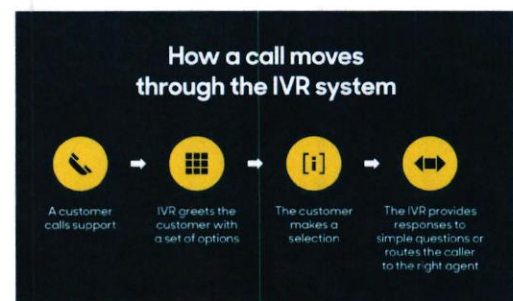 How a call moves
through the IVR system
[i]
A customer
calls support
IVR greets the
customer with
a set of options
The customer
makes a
selection
The IVR provides
responses to
simple questions or
routes the caller
to the right agent